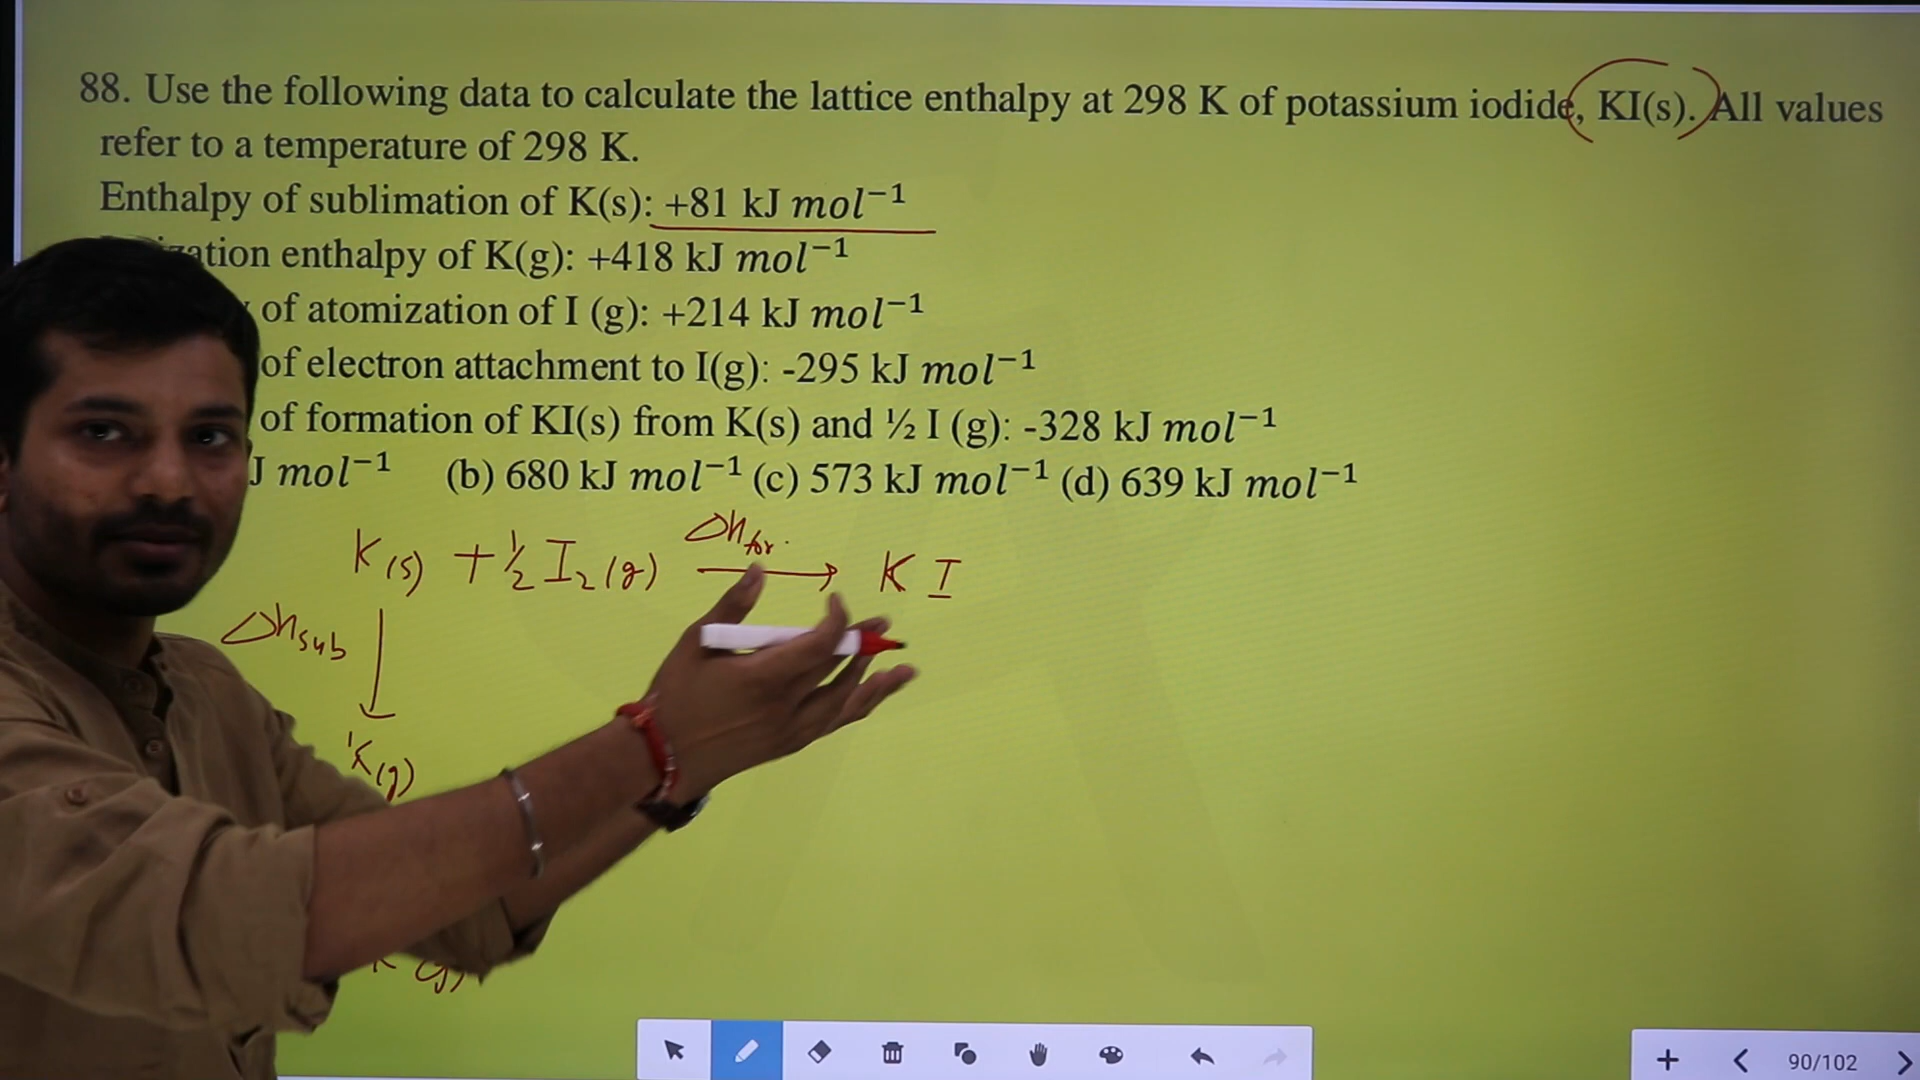 88. Use the following data to calculate the lattice enthalpy at 298 K of potassium iodide, KI(s). All values
refer to a temperature of 298 K.
Enthalpy of sublimation of K(s): +81 kJ mol⁻¹
enthalpy of K(g): +418 kJ mol⁻¹
of atomization of I (g): +214 kJ mol⁻¹
of electron attachment to I(g): -295 kJ mol⁻¹
of formation of KI(s) from K(s) and ½ I (g): -328 kJ mol⁻¹
J mol⁻¹ (b) 680 kJ mol⁻¹ (c) 573 kJ mol⁻¹ (d) 639 kJ mol⁻¹
ΔH for.
K(s) + ½ I₂(g) → K I
ΔH sub
K(g)
(g)
90/102